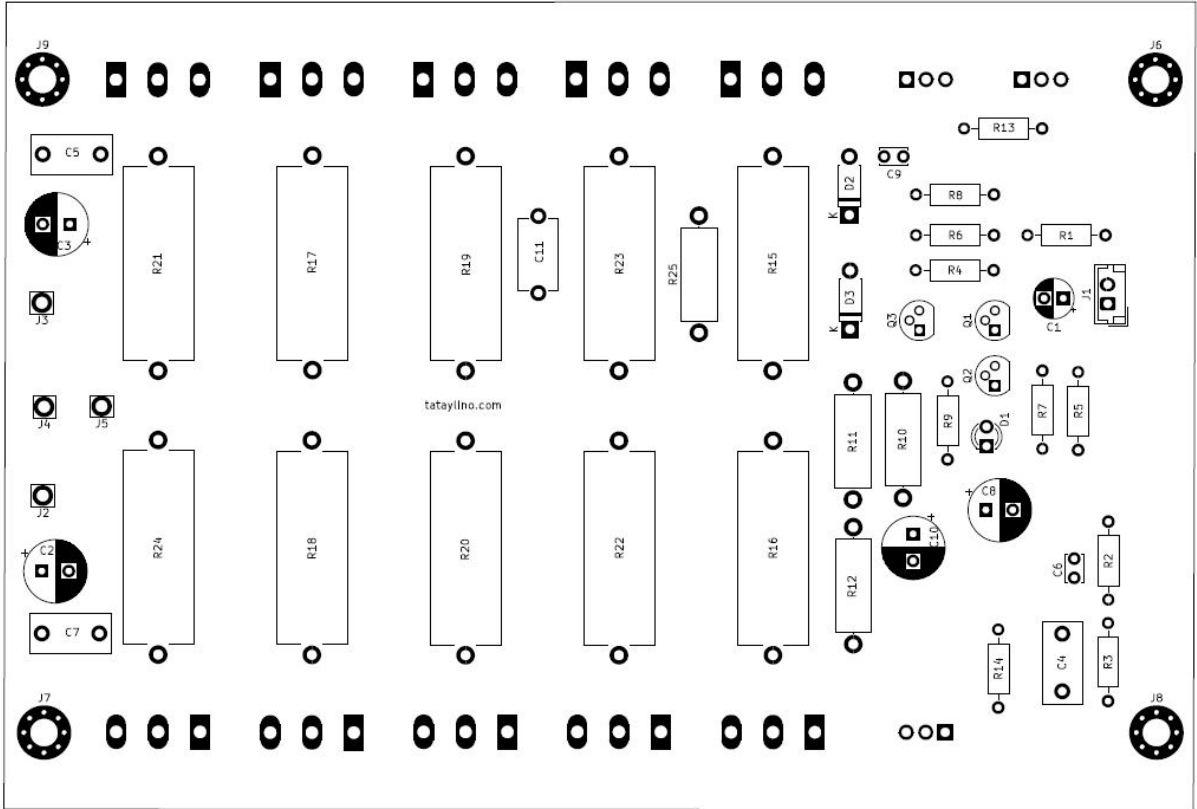 J9
J6
R13
C5
D2
C9
R8
K
C3
+
R21
R17
R19
C11
R23
R25
R15
R6
R1
R4
D3
K
J1
J3
Q3
Q1
C1
+
Q2
tataylino.com
J4
J5
R11
R10
R9
D1
R7
R5
J2
C8
+
+
C10
C2
+
R24
R18
R20
R22
R16
R12
C6
R2
C7
R14
C4
R3
J7
J8